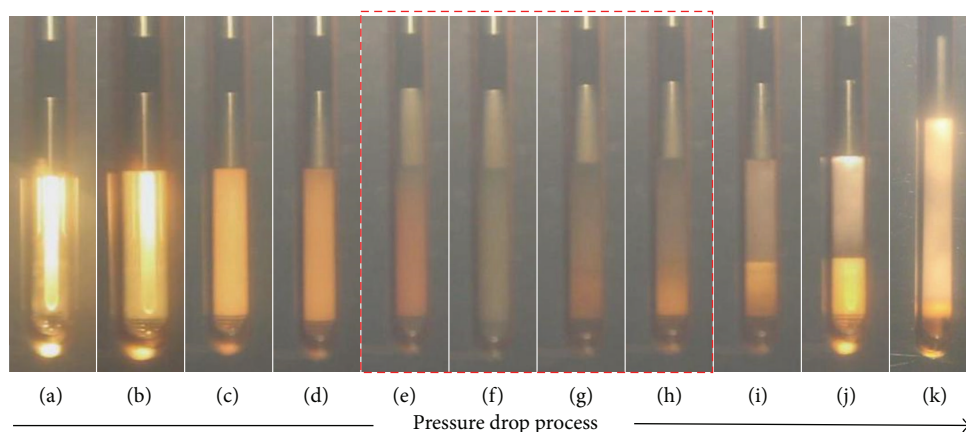 (a) (b) (c) (d) (e) (f) (g) (h) (i) (j) (k)
Pressure drop process